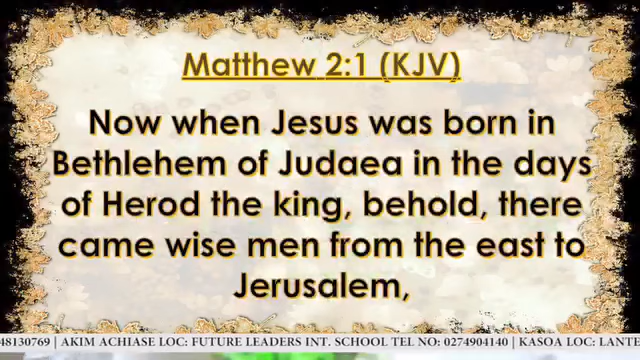 Matthew 2:1 (KJV)
Now when Jesus was born in
Bethlehem of Judaea in the days
of Herod the king, behold, there
came wise men from the east to
Jerusalem,
48130769 | AKIM ACHIASE LOC: FUTURE LEADERS INT. SCHOOL TEL NO: 0274904140 | KASOA LOC: LANT